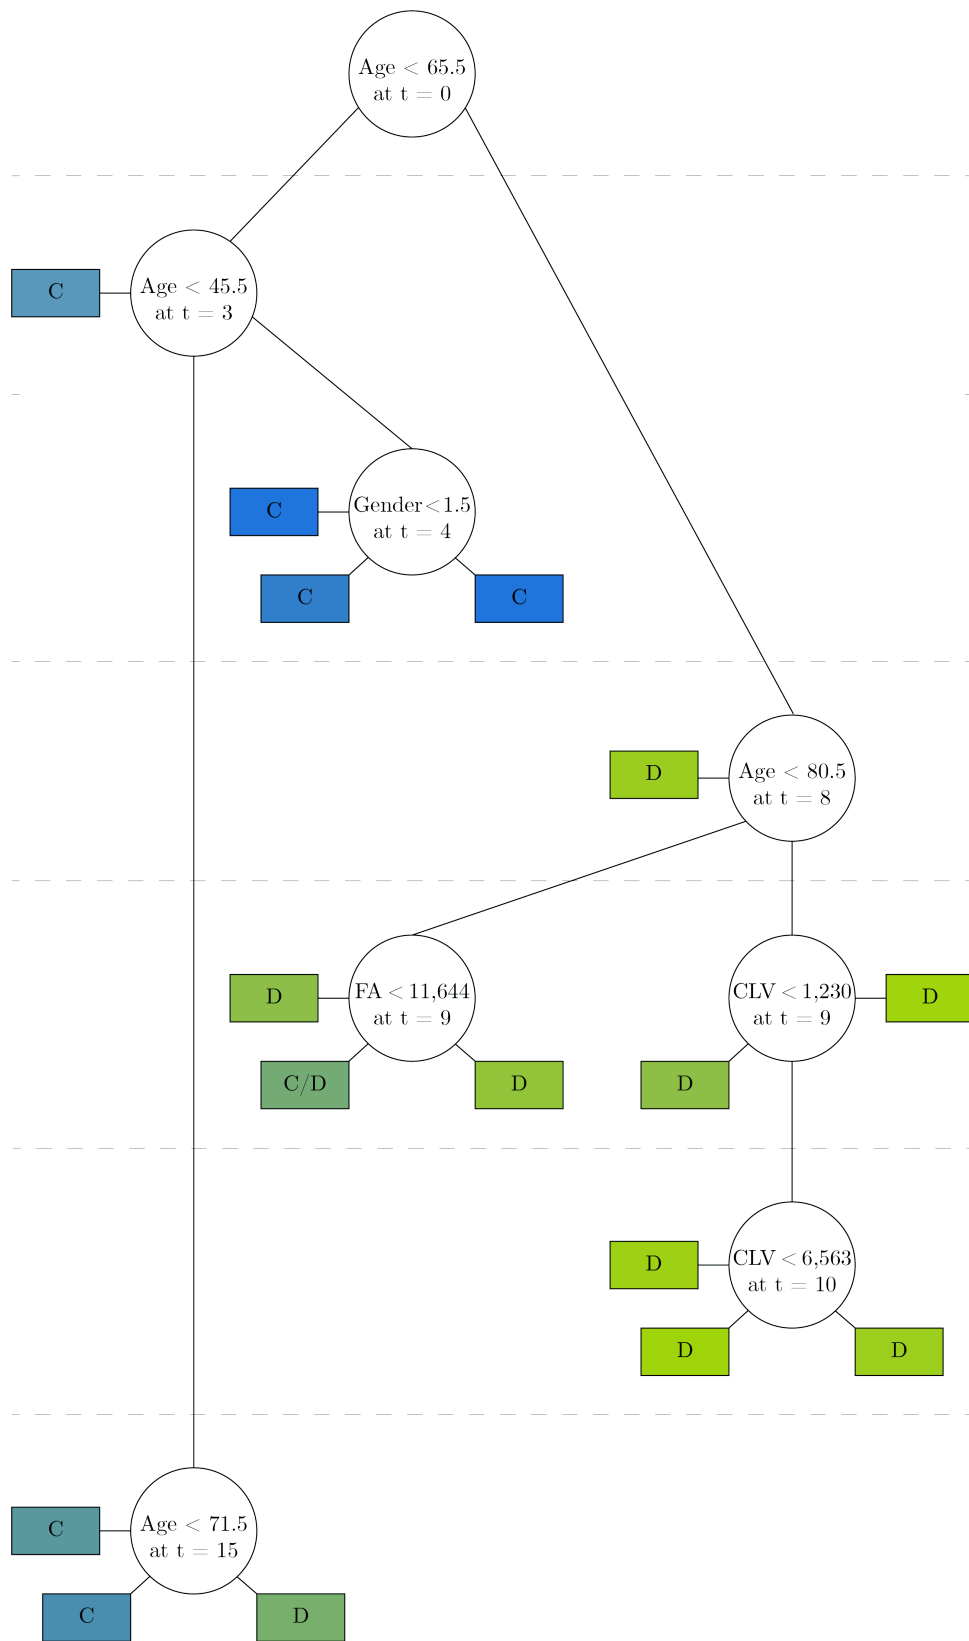 Age < 65.5
at t = 0
C
Age < 45.5
at t = 3
C
Gender<1.5
at t = 4
C
C
D
Age < 80.5
at t = 8
D
FA < 11,644
at t = 9
CLV < 1,230
at t = 9
D
C/D
D
D
D
CLV < 6,563
at t = 10
D
D
C
Age < 71.5
at t = 15
C
D